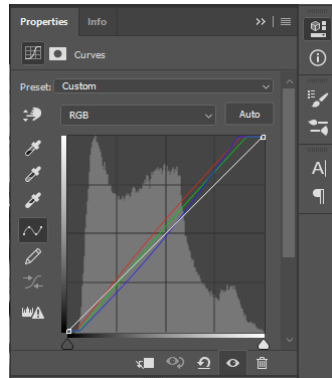 Properties Info
Curves
Preset: Custom
RGB Auto
A